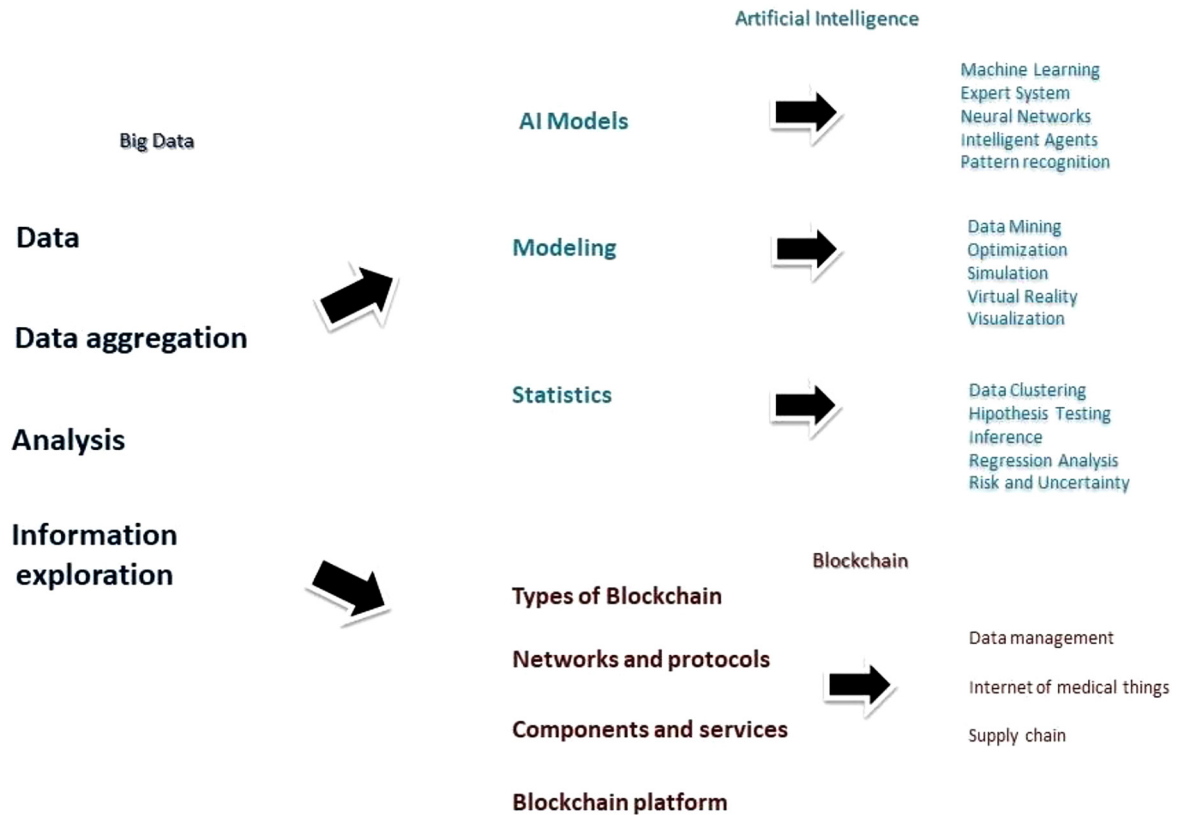 Big Data
Data
Data aggregation
Analysis
Information
exploration
Artificial Intelligence
AI Models
Machine Learning
Expert System
Neural Networks
Intelligent Agents
Pattern recognition
Modeling
Data Mining
Optimization
Simulation
Virtual Reality
Visualization
Statistics
Data Clustering
Hipothesis Testing
Inference
Regression Analysis
Risk and Uncertainty
Blockchain
Types of Blockchain
Networks and protocols
Components and services
Blockchain platform
Data management
Internet of medical things
Supply chain